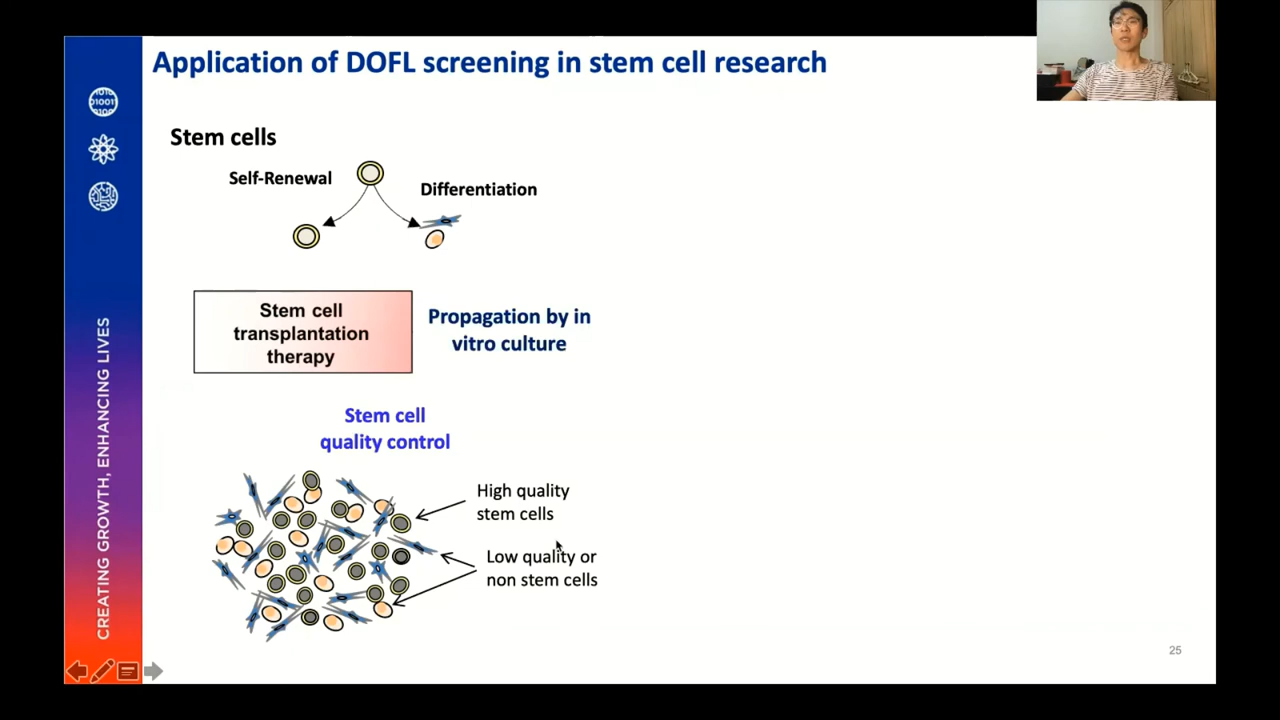 Application of DOFL screening in stem cell research
Stem cells
Self-Renewal
Differentiation
Stem cell
transplantation
therapy
Propagation by in
vitro culture
Stem cell
quality control
High quality
stem cells
Low quality or
non stem cells
CREATING GROWTH, ENHANCING LIVES
25